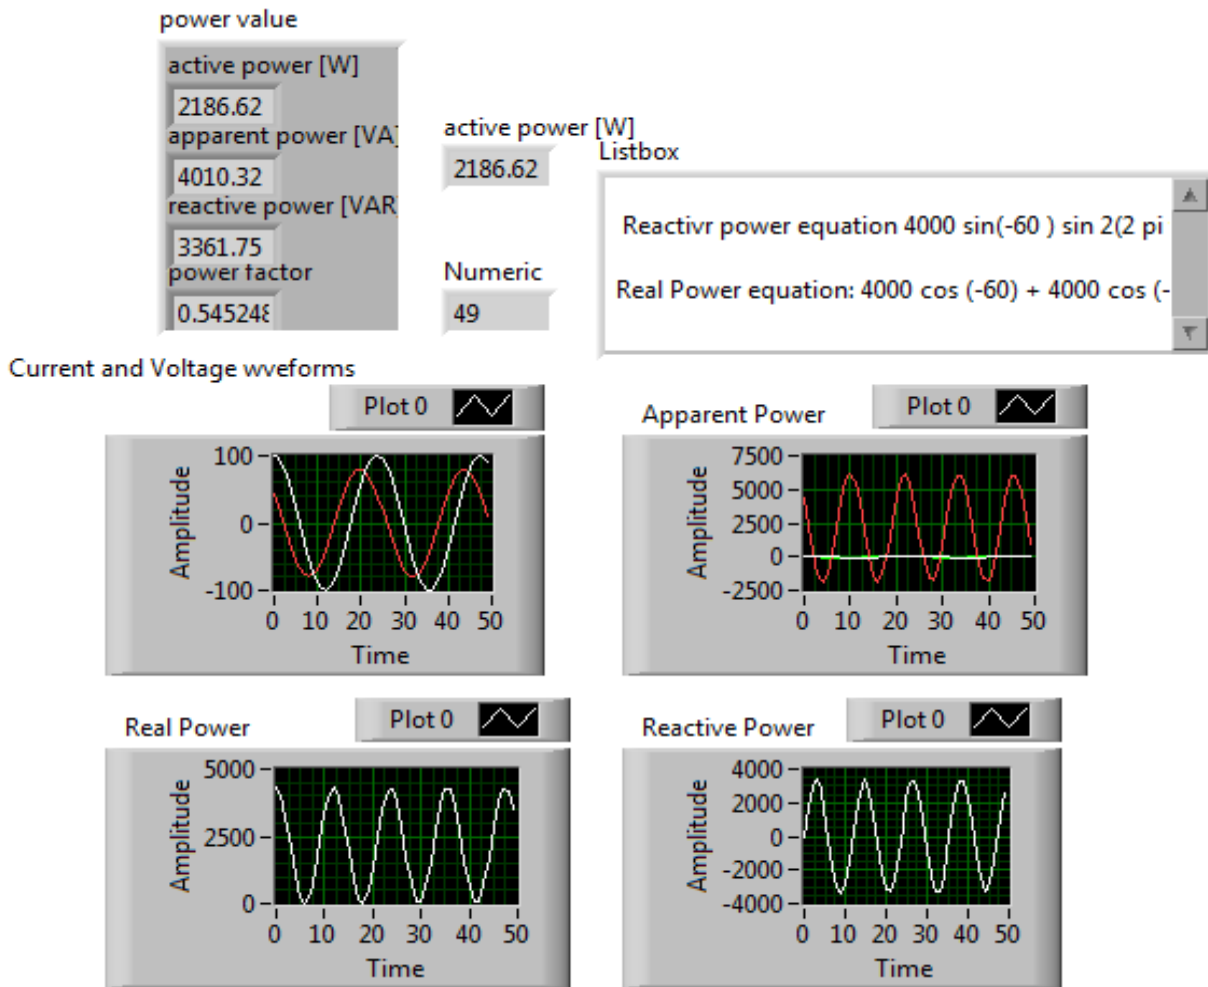 power value
active power [W]
2186.62
apparent power [VA]
4010.32
reactive power [VAR]
3361.75
power factor
0.545248
active power [W]
2186.62
Numeric
49
Listbox
Reactivr power equation 4000 sin(-60 ) sin 2(2 pi
Real Power equation: 4000 cos (-60) + 4000 cos (-
Current and Voltage wveforms
Plot 0
Amplitude
100
0
-100
0 10 20 30 40 50
Time
Apparent Power
Plot 0
Amplitude
7500
5000
2500
0
-2500
0 10 20 30 40 50
Time
Real Power
Plot 0
Amplitude
5000
2500
0
0 10 20 30 40 50
Time
Reactive Power
Plot 0
Amplitude
4000
2000
0
-2000
-4000
0 10 20 30 40 50
Time